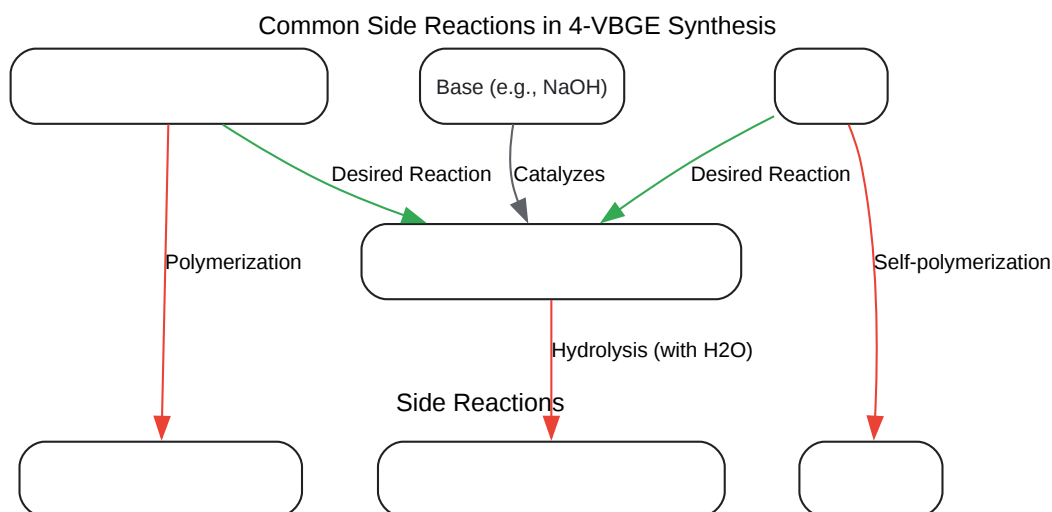 Common Side Reactions in 4-VBGE Synthesis
Base (e.g., NaOH)
Desired Reaction
Catalyzes
Desired Reaction
Polymerization
Self-polymerization
Hydrolysis (with H2O)
Side Reactions